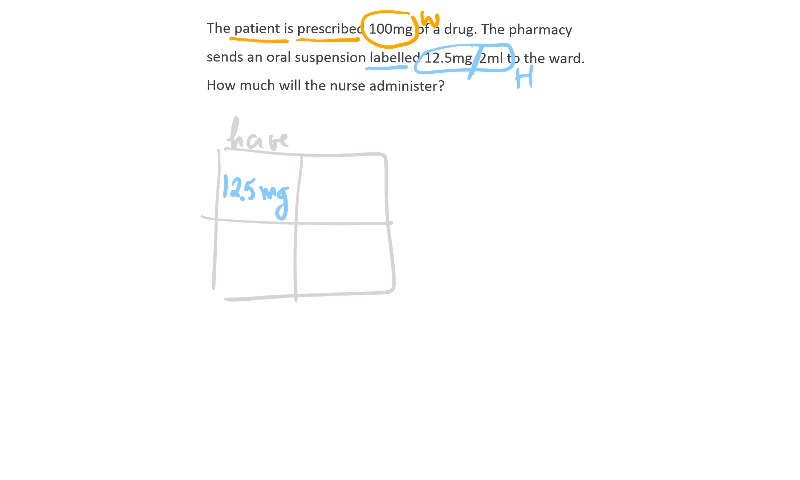 The patient is prescribed 100mg of a drug. The pharmacy
W
sends an oral suspension labelled 12.5mg/2ml to the ward.
H
How much will the nurse administer?
have
12.5mg